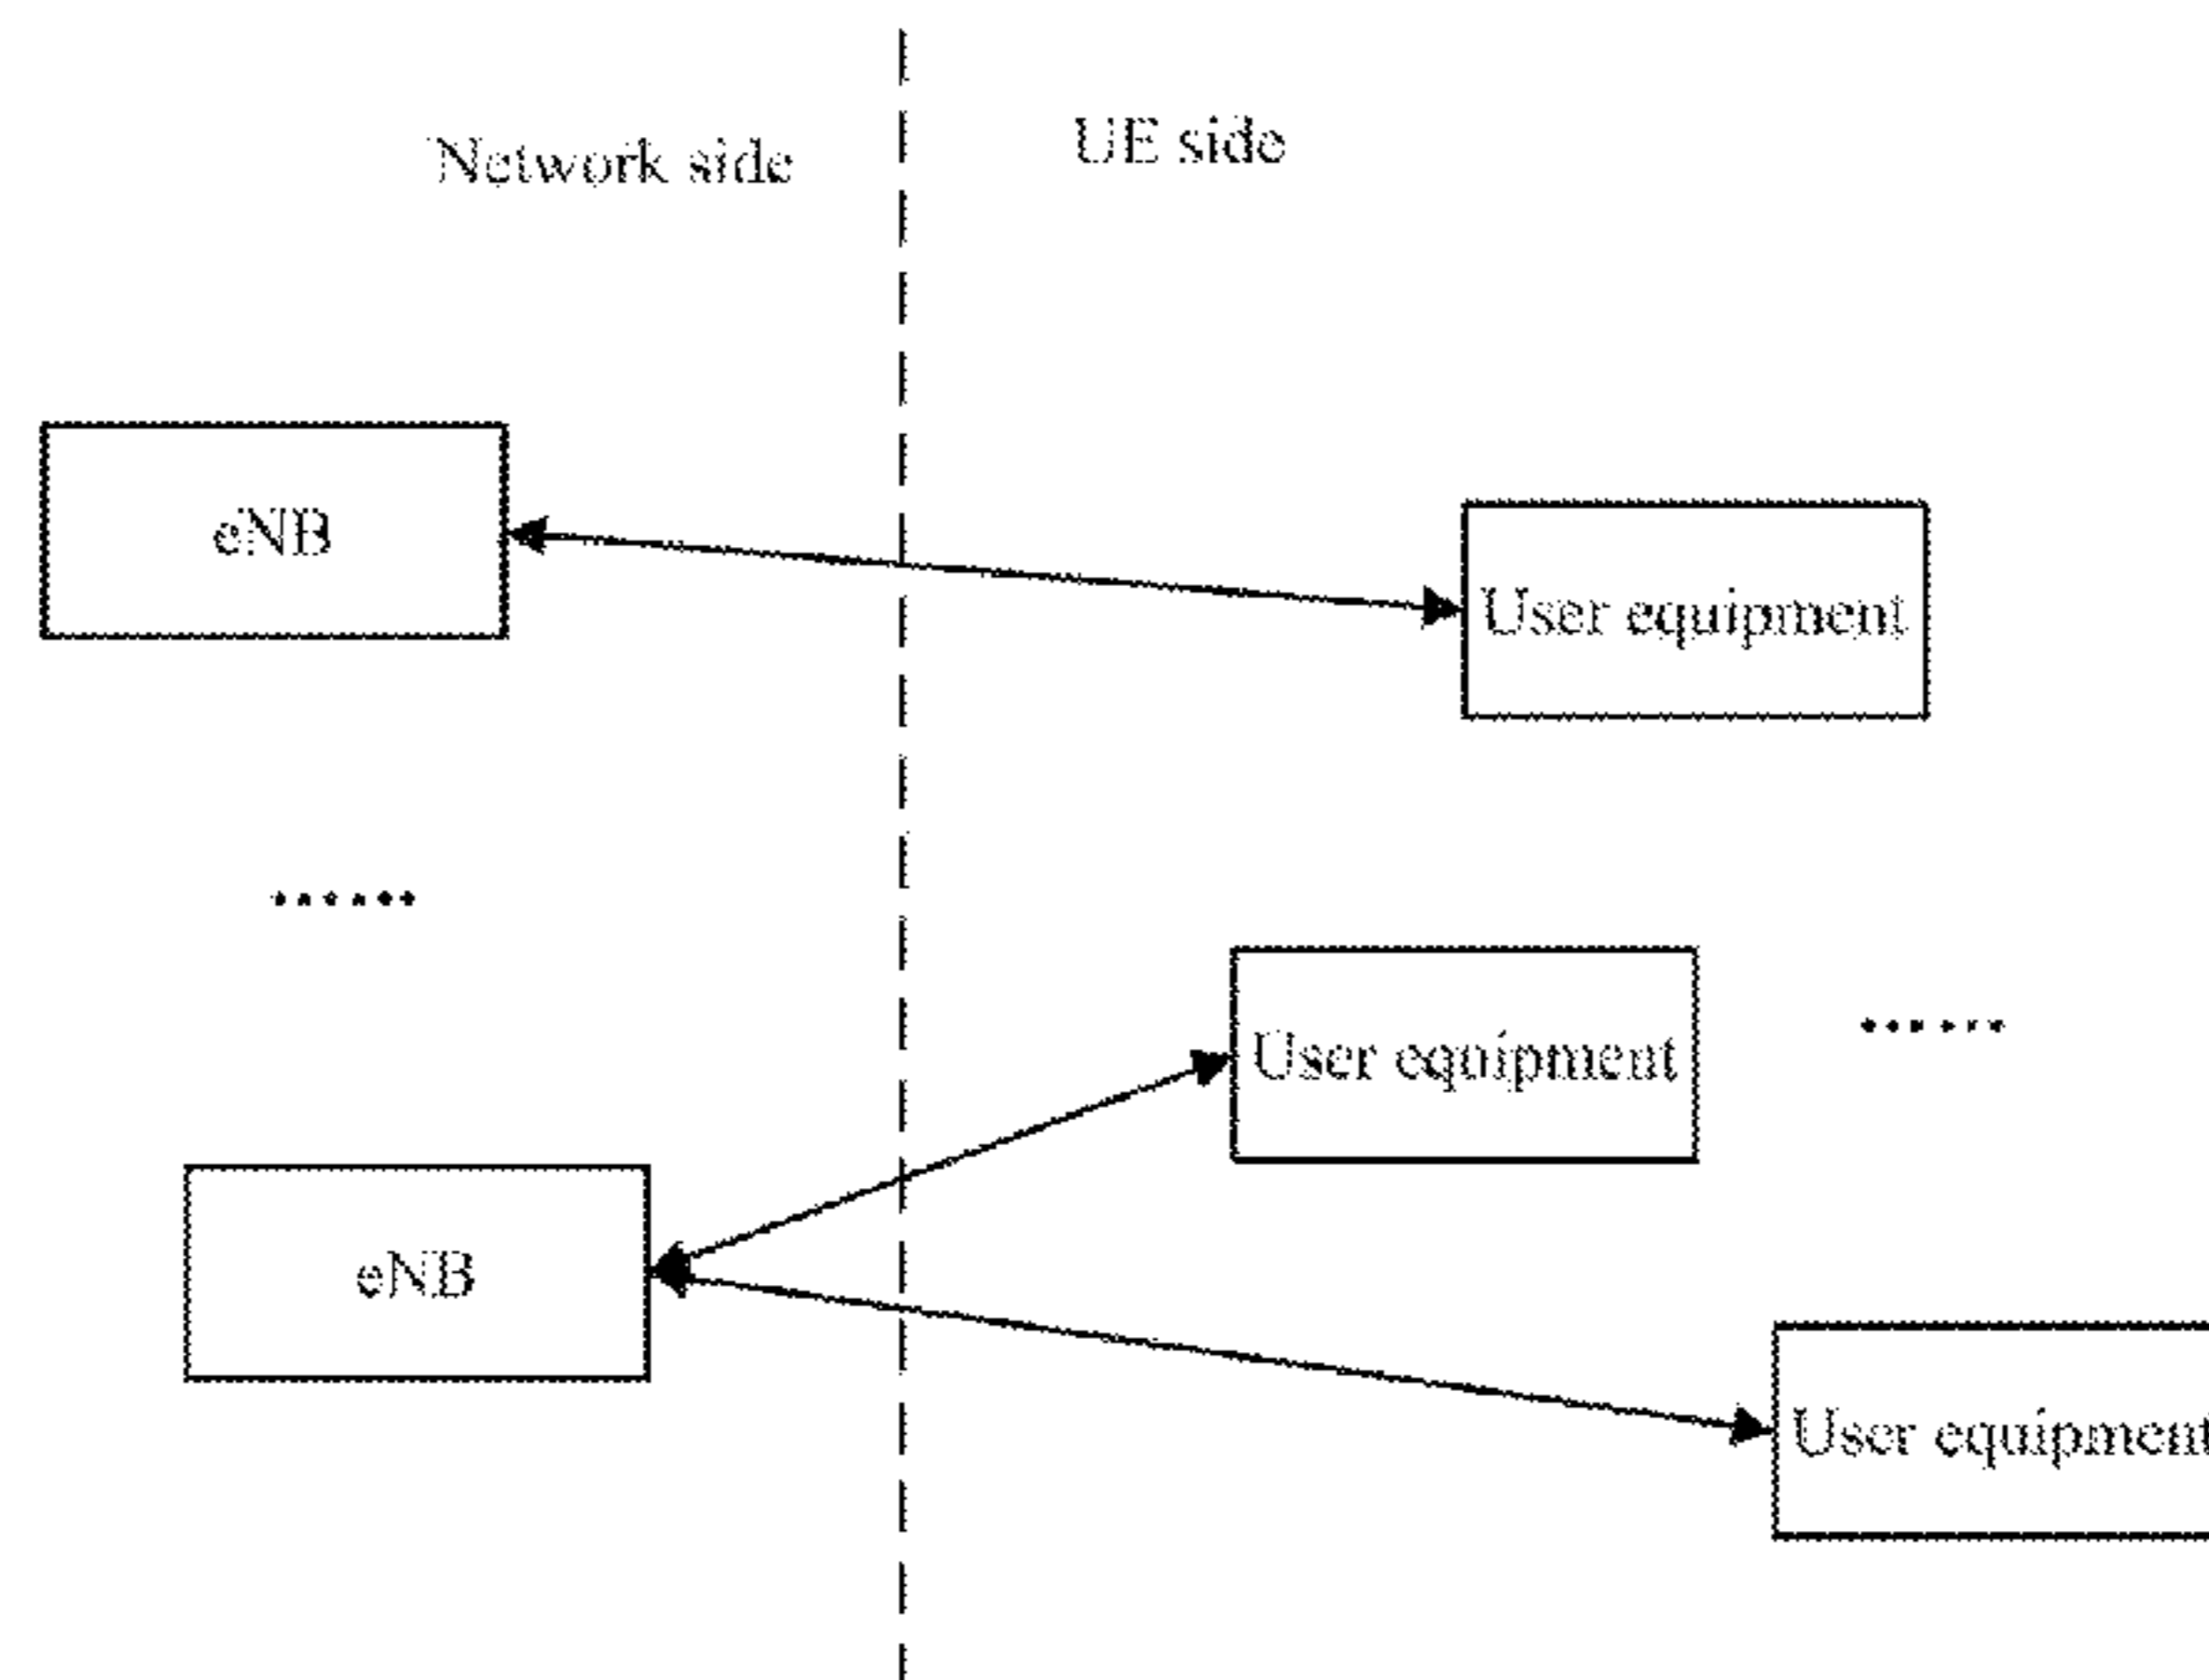 Network side
UE side
eNB
User equipment
......
User equipment
......
eNB
User equipment